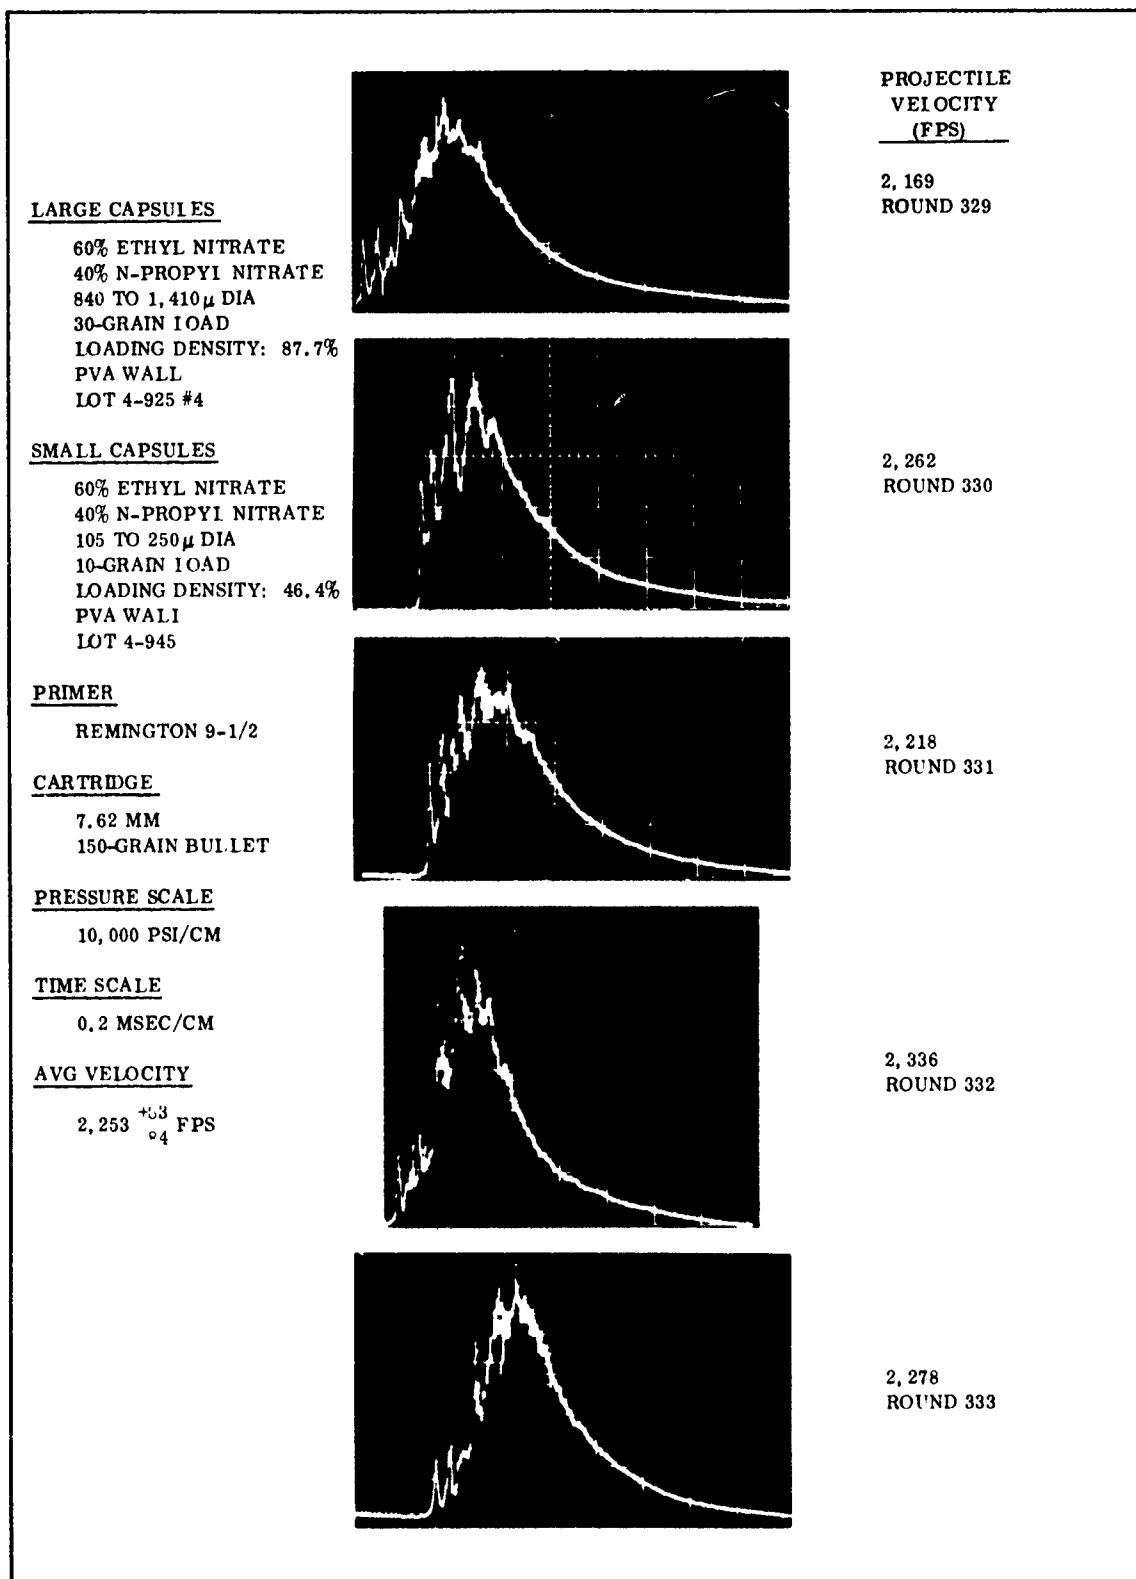 LARGE CAPSULES
60% ETHYL NITRATE
40% N-PROPYL NITRATE
840 TO 1,410μ DIA
30-GRAIN LOAD
LOADING DENSITY: 87.7%
PVA WALL
LOT 4-925 #4
SMALL CAPSULES
60% ETHYL NITRATE
40% N-PROPYL NITRATE
105 TO 250μ DIA
10-GRAIN LOAD
LOADING DENSITY: 46.4%
PVA WALL
LOT 4-945
PRIMER
REMINGTON 9-1/2
CARTRIDGE
7.62 MM
150-GRAIN BULLET
PRESSURE SCALE
10,000 PSI/CM
TIME SCALE
0.2 MSEC/CM
AVG VELOCITY
2,253 FPS
PROJECTILE
VELOCITY
(FPS)
2,169
ROUND 329
2,262
ROUND 330
2,218
ROUND 331
2,336
ROUND 332
2,278
ROUND 333